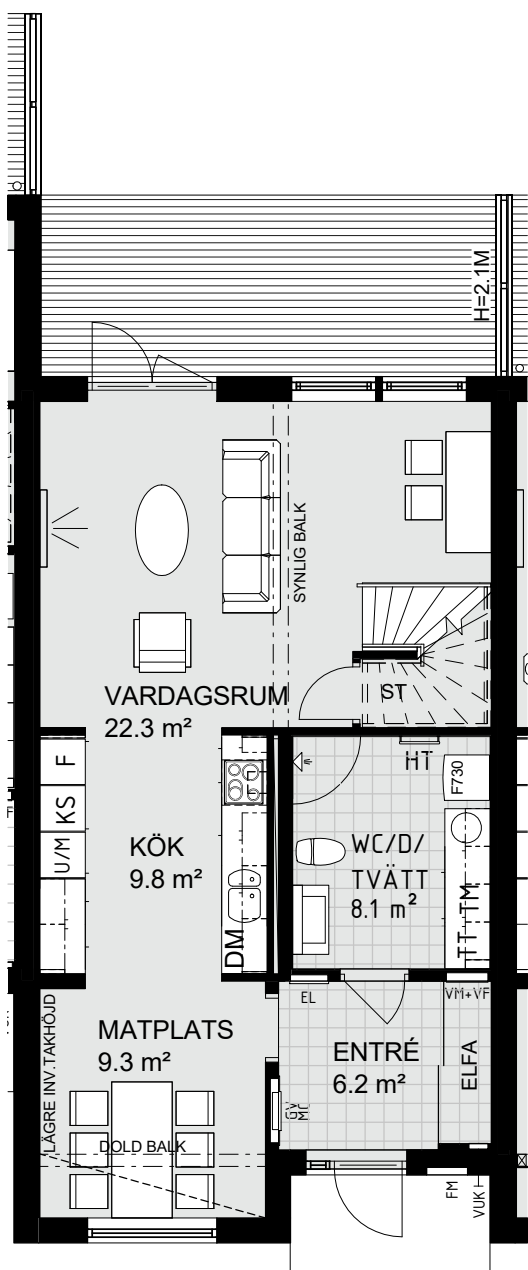 H=2.1M
SYNLIG BALK
VARDAGSRUM
22.3 m²
ST
F
KS
U/M
KÖK
9.8 m²
DM
HT
F730
WC/D/
TVÄTT
8.1 m²
TT
TM
EL
VM+VF
LÄGRE INV.TAKHÖJD
MATPLATS
9.3 m²
ENTRÉ
6.2 m²
ELFA
GV
MC
DOLD BALK
FM
VUK